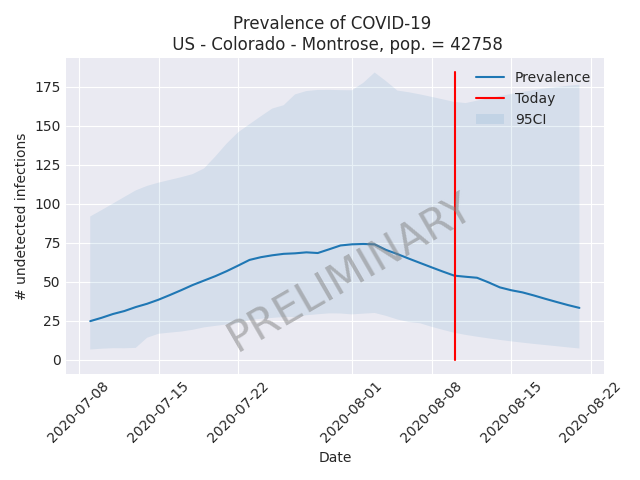 Prevalence of COVID-19
US - Colorado - Montrose, pop. = 42758
Prevalence
Today
95CI
PRELIMINARY
# undetected infections
175
150
125
100
75
50
25
0
2020-07-08
2020-07-15
2020-07-22
2020-08-01
2020-08-08
2020-08-15
2020-08-22
Date